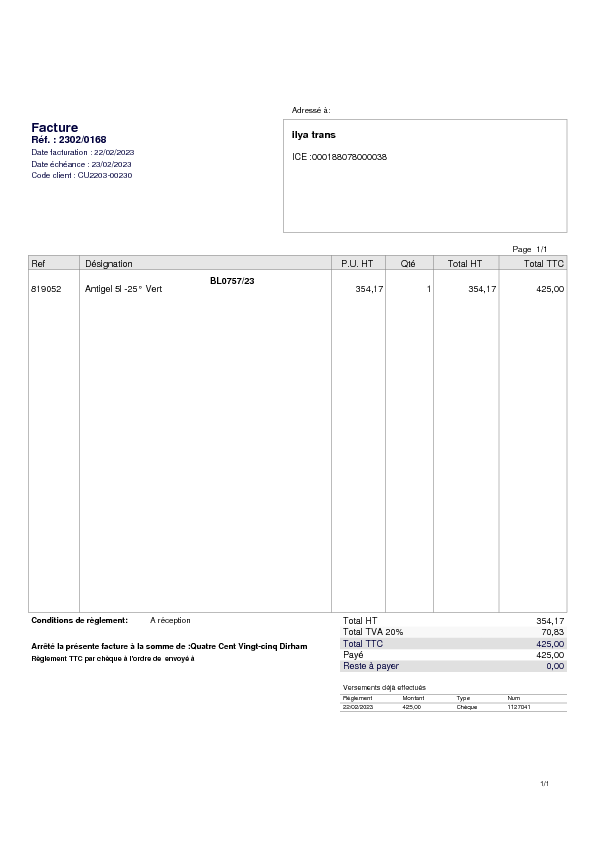 Adressé à:
Facture
Réf. : 2302/0168
Date facturation : 22/02/2023
Date échéance : 23/02/2023
Code client : CU2203-00230
ilya trans
ICE :000188078000038
Page 1/1
Ref Désignation P.U. HT Qté Total HT Total TTC
BL0757/23
819052 Antigel 5l -25° Vert 354,17 1 354,17 425,00
Conditions de règlement: A réception
Total HT 354,17
Total TVA 20% 70,83
Total TTC 425,00
Payé 425,00
Reste à payer 0,00
Arrêté la présente facture à la somme de :Quatre Cent Vingt-cinq Dirham
Règlement TTC par chèque à l'ordre de envoyé à
Versements déjà effectués
Règlement Montant Type Num
22/02/2023 425,00 Chèque 1127041
1/1